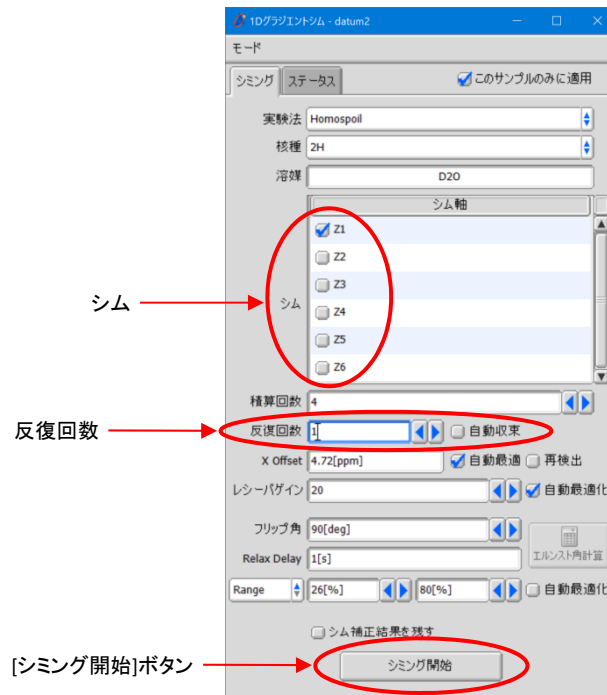 1Dグラジエントシム - datum2
モード
シミング ステータス このサンプルのみに適用
実験法 Homospoil
核種 2H
溶媒 D2O
シム軸
Z1
Z2
Z3
シム シム Z4
Z5
Z6
積算回数 4
反復回数 反復回数 1 自動収束
X Offset 4.72[ppm] 自動最適 再検出
レシーバゲイン 20 自動最適化
フリップ角 90[deg]
Relax Delay 1[s] エルンスト角計算
Range 26[%] 80[%] 自動最適化
シム補正結果を残す
[シミング開始]ボタン シミング開始